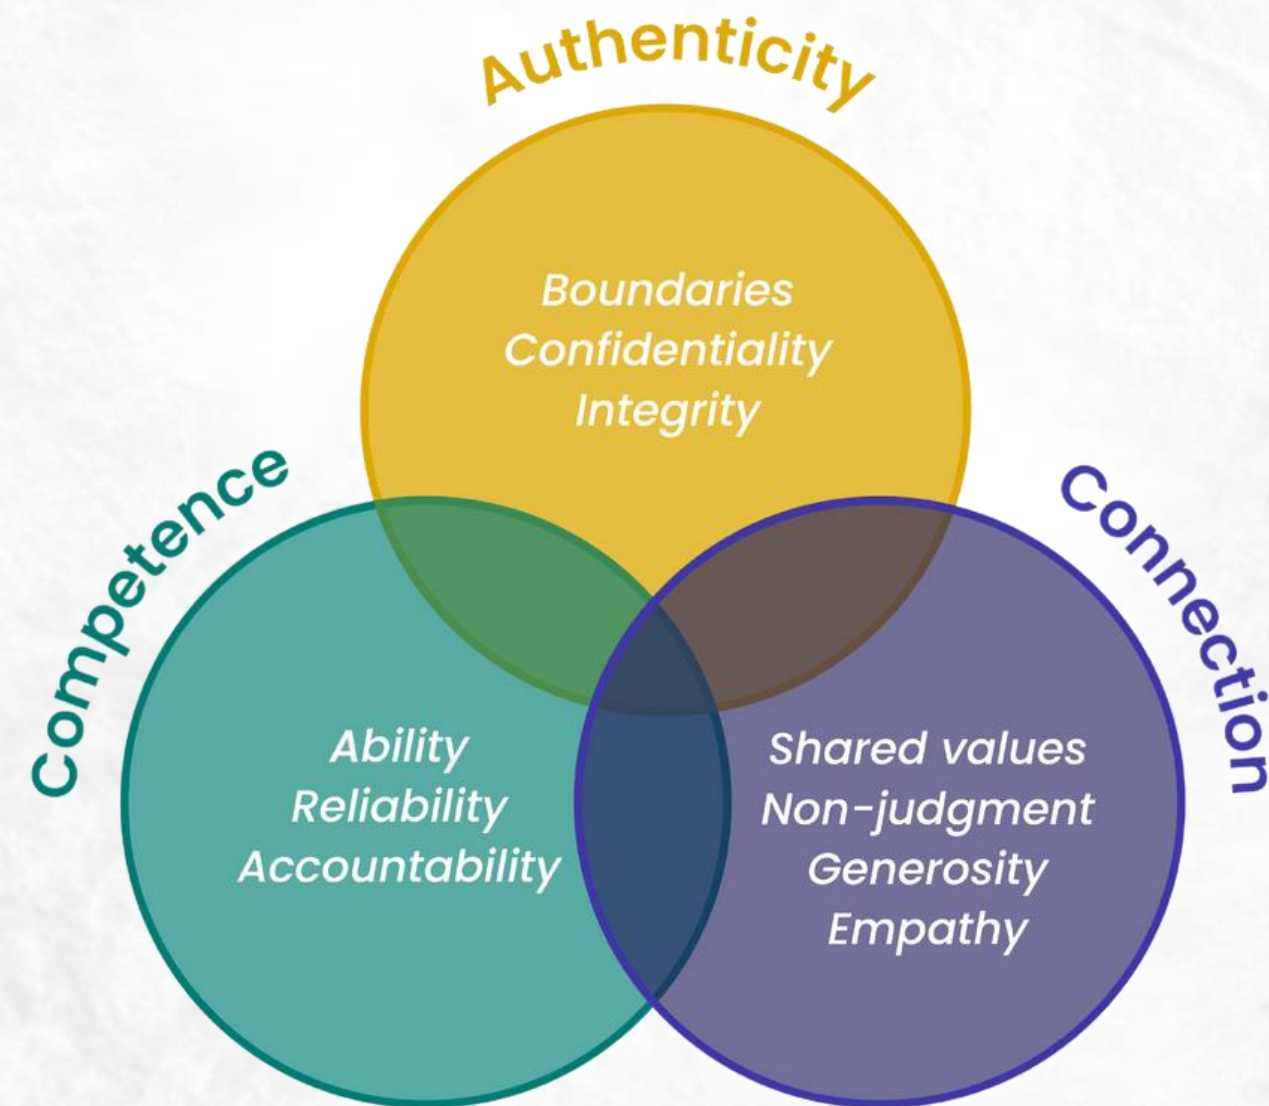 Authenticity
Boundaries
Confidentiality
Integrity
Competence
Ability
Reliability
Accountability
Connection
Shared values
Non-judgment
Generosity
Empathy